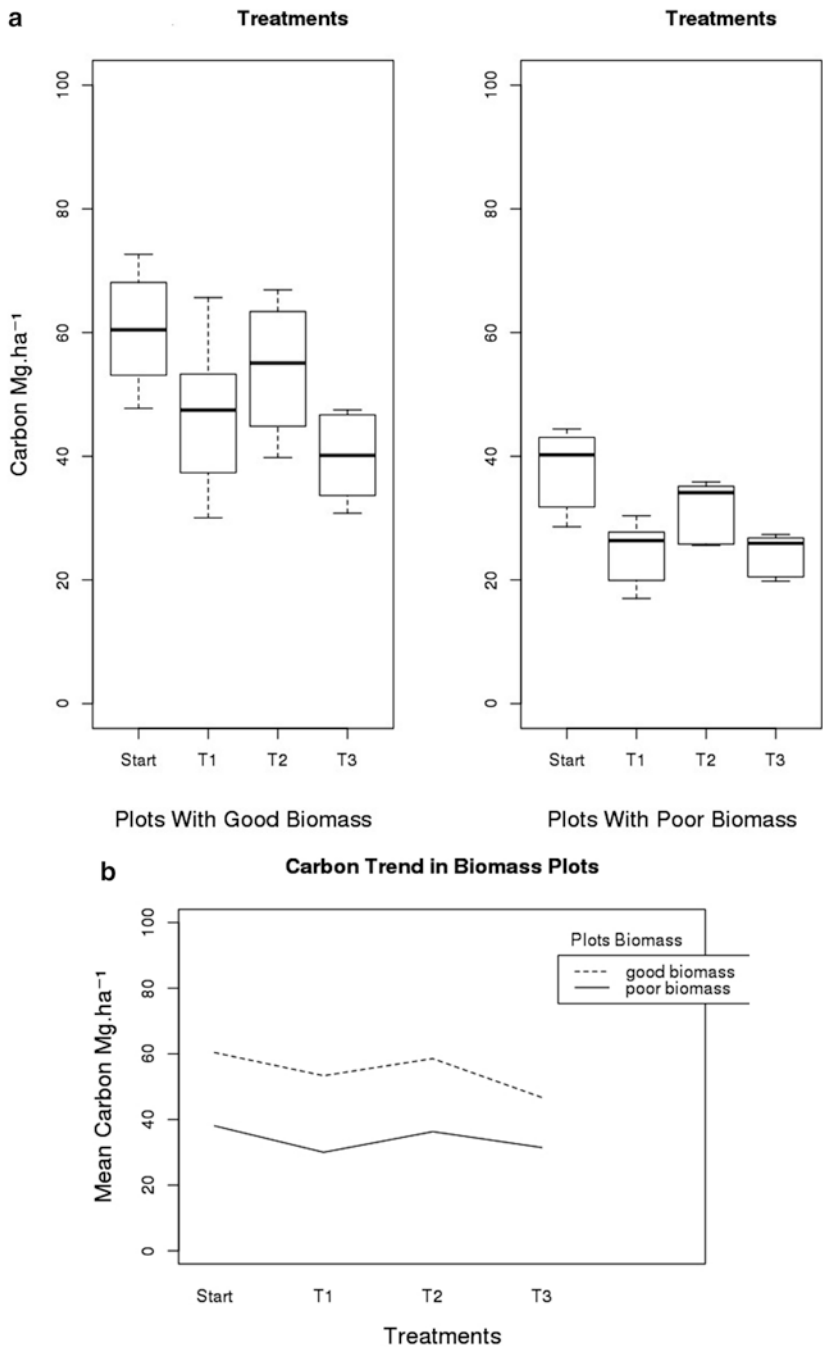 a
Treatments
Treatments
Carbon Mg.ha⁻¹
100
80
60
40
20
0
Start T1 T2 T3
Plots With Good Biomass
100
80
60
40
20
0
Start T1 T2 T3
Plots With Poor Biomass
b
Carbon Trend in Biomass Plots
Mean Carbon Mg.ha⁻¹
100
80
60
40
20
0
Plots Biomass
good biomass
poor biomass
Start T1 T2 T3
Treatments